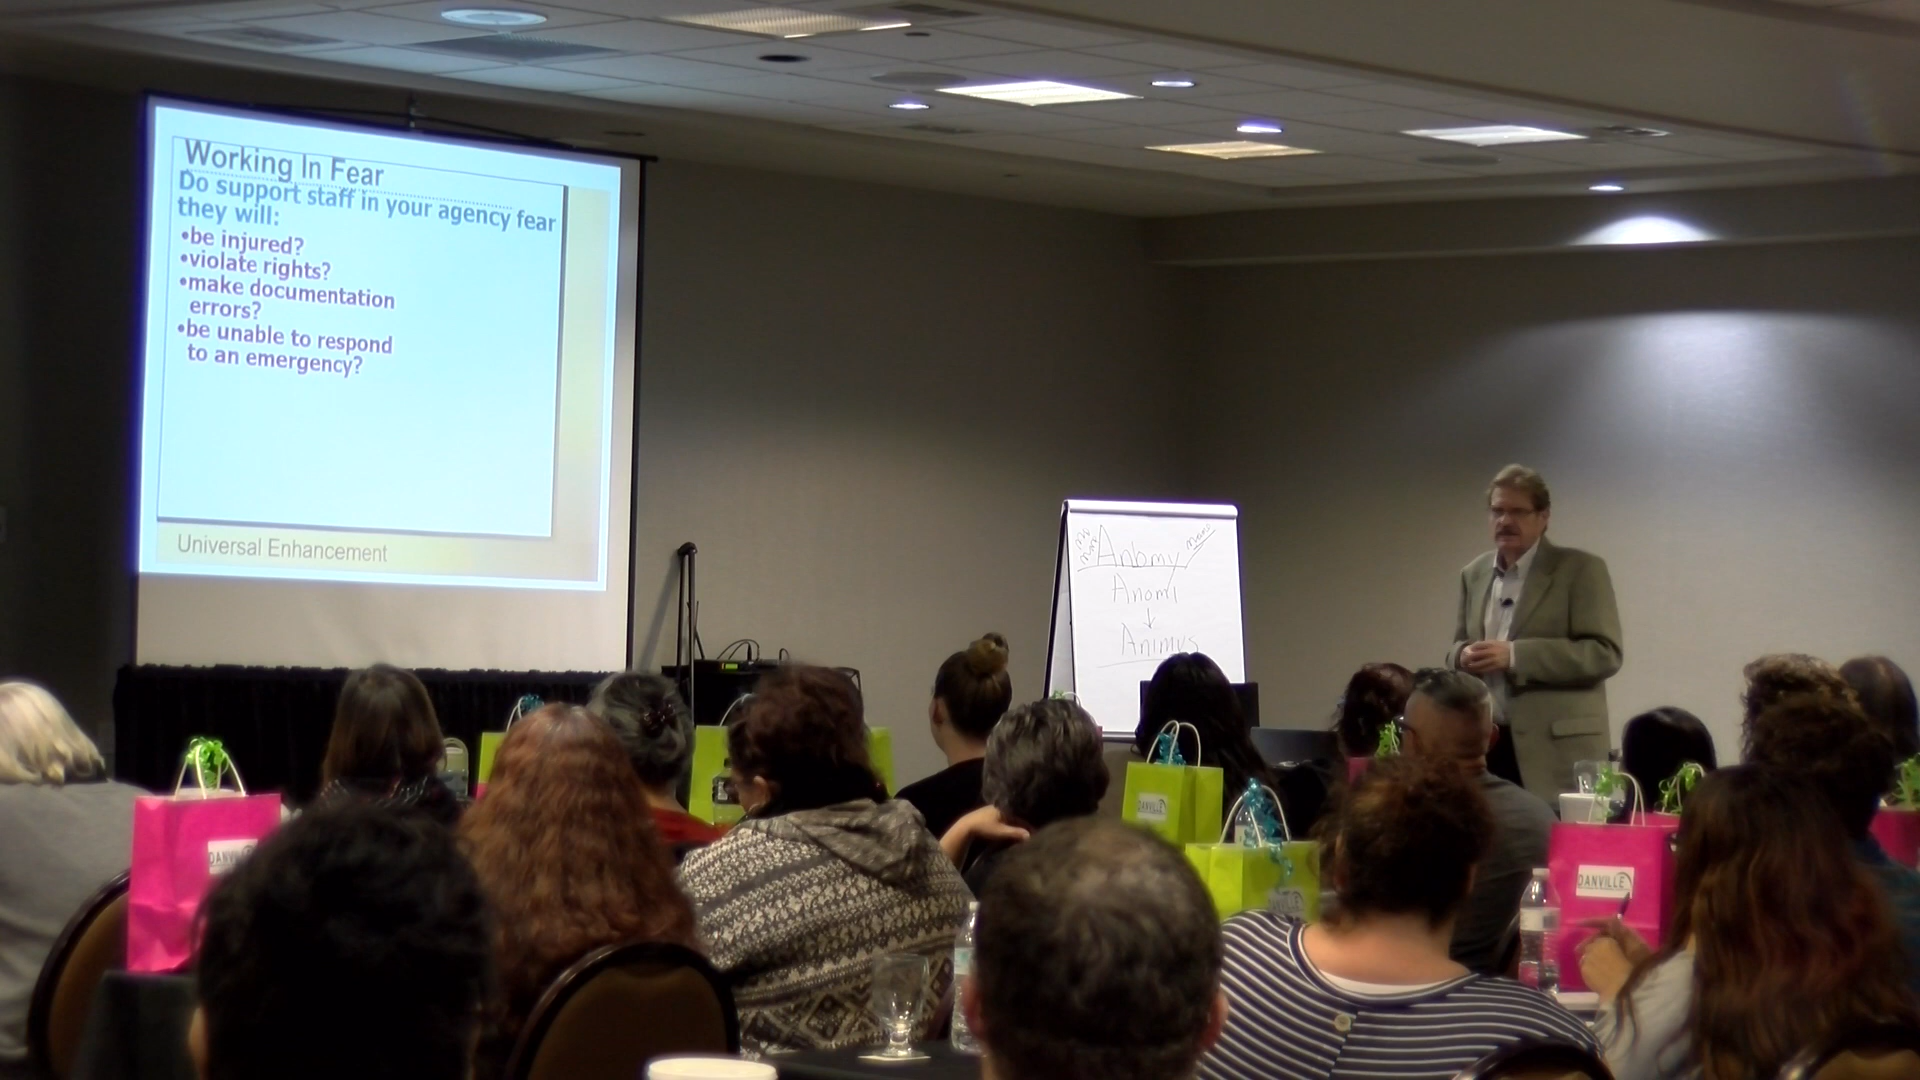 Working In Fear
Do support staff in your agency fear
they will:
•be injured?
•violate rights?
•make documentation
errors?
•be unable to respond
to an emergency?
Universal Enhancement
Anomy
Anomi
Animus
DANVILLE
DANVILLE
DANVILLE